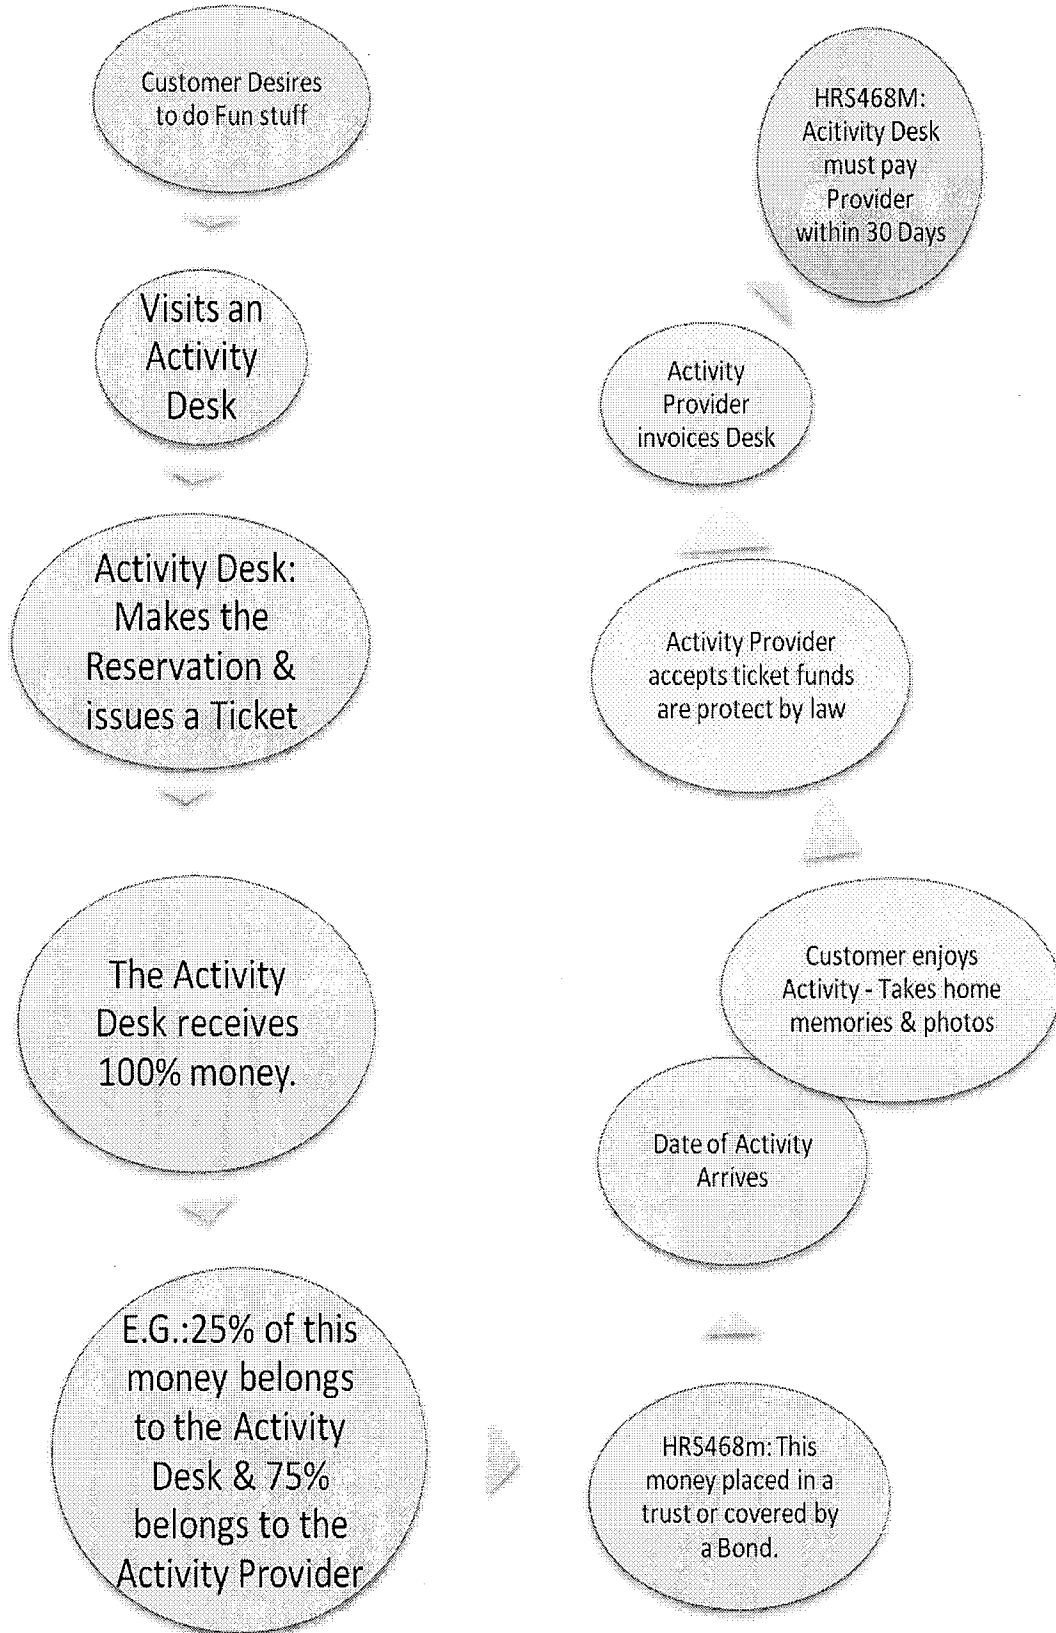 Customer Desires
to do Fun stuff
Visits an
Activity
Desk
Activity Desk:
Makes the
Reservation &
issues a Ticket
The Activity
Desk receives
100% money.
E.G.:25% of this
money belongs
to the Activity
Desk & 75%
belongs to the
Activity Provider
HRS468m: This
money placed in a
trust or covered by
a Bond.
Date of Activity
Arrives
Customer enjoys
Activity - Takes home
memories & photos
Activity Provider
accepts ticket funds
are protect by law
Activity
Provider
invoices Desk
HRS468M:
Acitivity Desk
must pay
Provider
within 30 Days